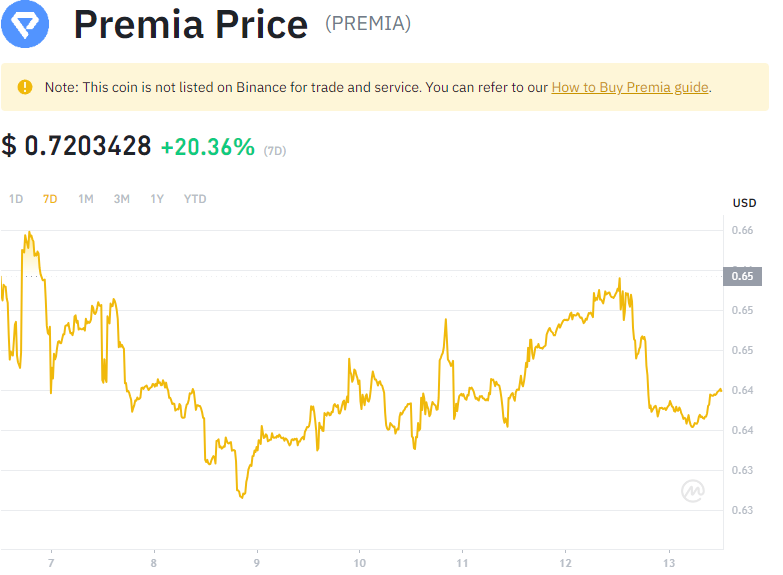 Premia Price (PREMIA)
Note: This coin is not listed on Binance for trade and service. You can refer to our How to Buy Premia guide.
$ 0.7203428 +20.36% (7D)
1D 7D 1M 3M 1Y YTD
USD
0.66
0.65
0.65
0.65
0.64
0.64
0.63
0.63
7 8 9 10 11 12 13